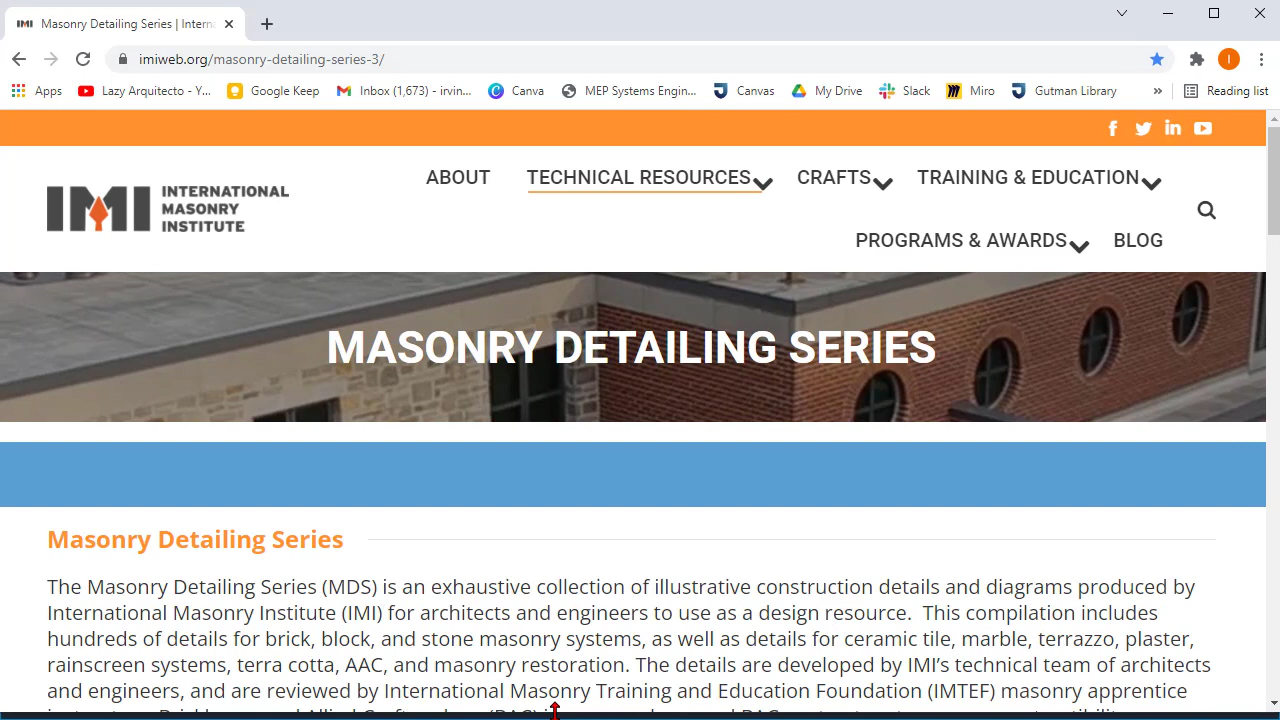 Masonry Detailing Series | Intern
imiweb.org/masonry-detailing-series-3/
I
Apps
Lazy Arquitecto - Y...
Google Keep
Inbox (1,673) - irvin...
Canva
MEP Systems Engin...
Canvas
My Drive
Slack
Miro
Gutman Library
»
Reading list
IMI INTERNATIONAL
MASONRY
INSTITUTE
ABOUT
TECHNICAL RESOURCES
CRAFTS
TRAINING & EDUCATION
PROGRAMS & AWARDS
BLOG
MASONRY DETAILING SERIES
Masonry Detailing Series
The Masonry Detailing Series (MDS) is an exhaustive collection of illustrative construction details and diagrams produced by
International Masonry Institute (IMI) for architects and engineers to use as a design resource. This compilation includes
hundreds of details for brick, block, and stone masonry systems, as well as details for ceramic tile, marble, terrazzo, plaster,
rainscreen systems, terra cotta, AAC, and masonry restoration. The details are developed by IMI’s technical team of architects
and engineers, and are reviewed by International Masonry Training and Education Foundation (IMTEF) masonry apprentice